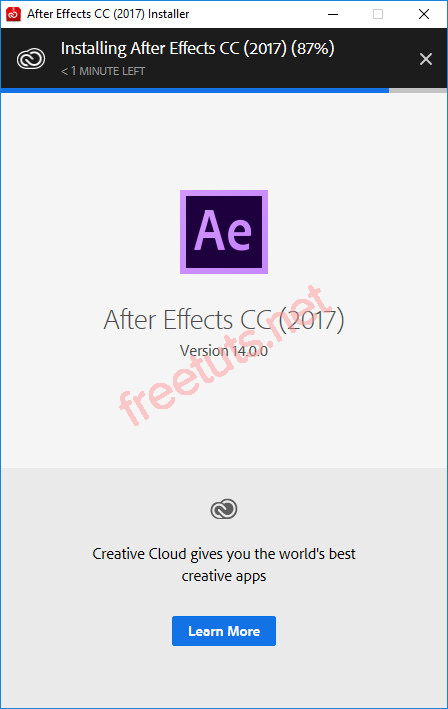 After Effects CC (2017) Installer
Installing After Effects CC (2017) (87%)
< 1 MINUTE LEFT
Ae
After Effects CC (2017)
Version 14.0.0
freetuts.net
Creative Cloud gives you the world's best
creative apps
Learn More